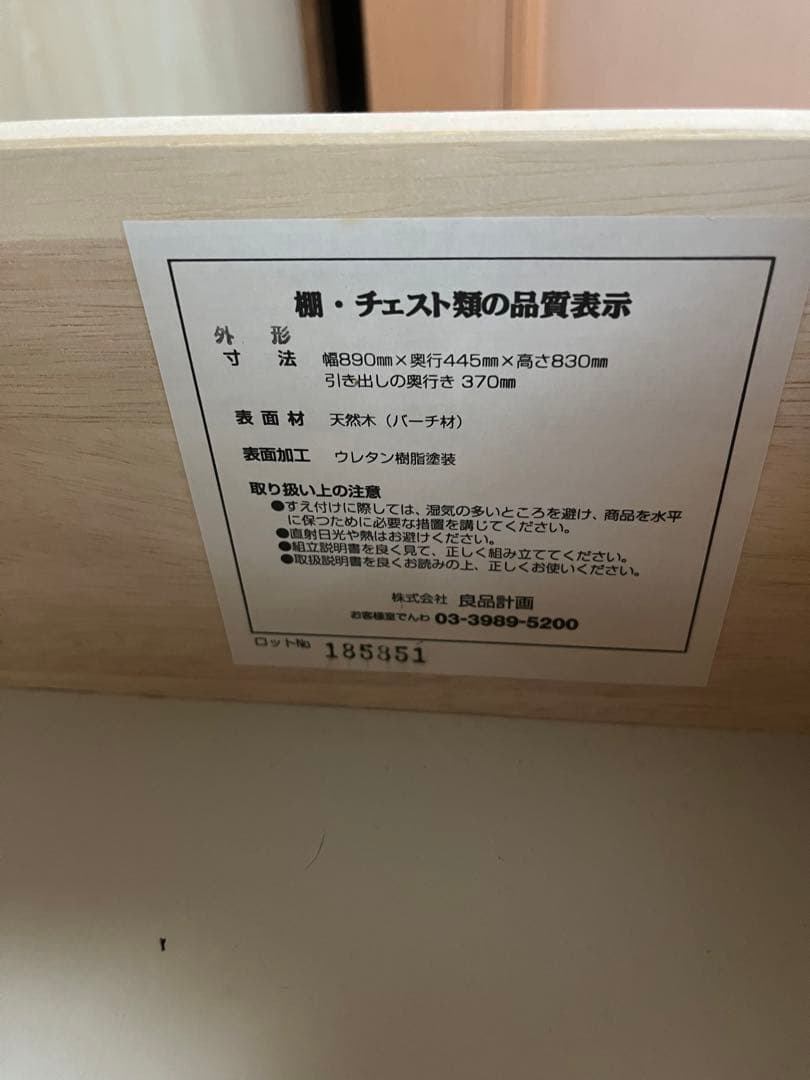 棚・チェスト類の品質表示
外形
寸法 幅890㎜×奥行445㎜×高さ830㎜
引き出しの奥行き 370㎜
表面材 天然木（バーチ材）
表面加工 ウレタン樹脂塗装
取り扱い上の注意
●すえ付けに際しては、湿気の多いところを避け、商品を水平
に保つために必要な措置を講じてください。
●直射日光や熱はお避けください。
●組立説明書を良く見て、正しく組み立ててください。
●取扱説明書を良くお読みの上、正しくお使いください。
株式会社 良品計画
お客様室でんわ 03-3989-5200
ロット№ 185851